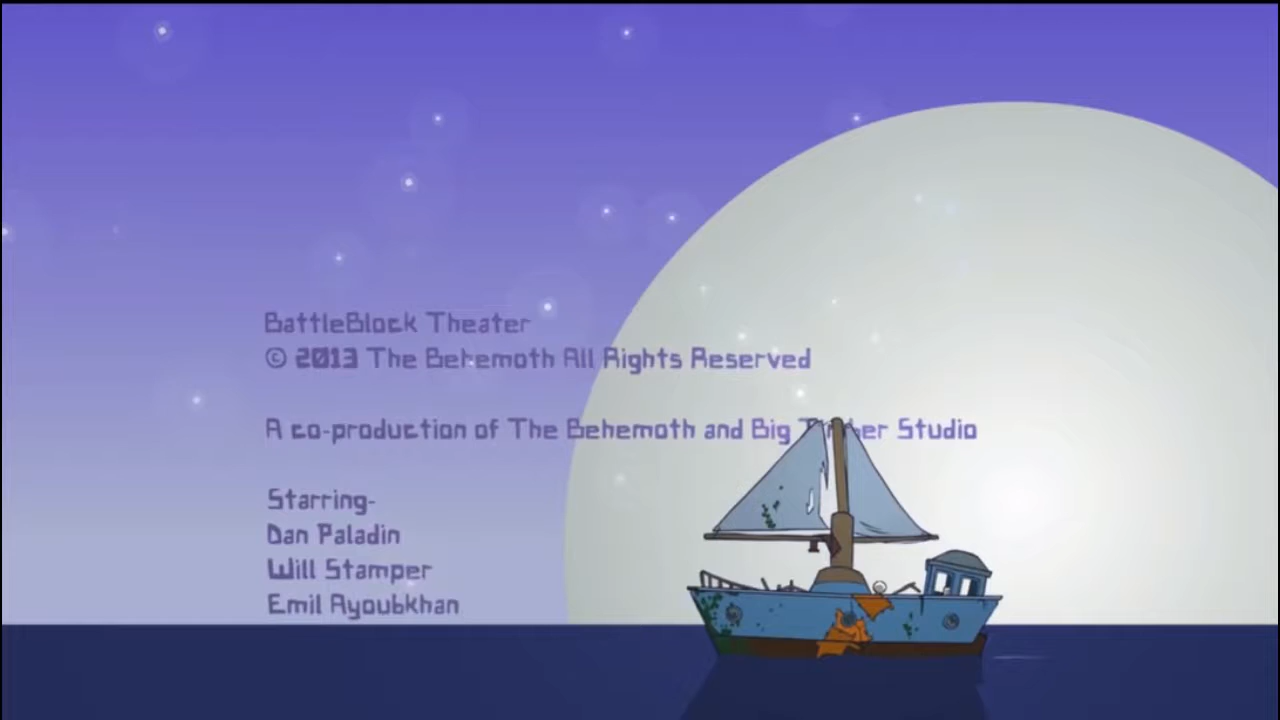 BattleBlock Theater
© 2013 The Behemoth All Rights Reserved
A co-production of The Behemoth and Big Timber Studio
Starring-
Dan Paladin
Will Stamper
Emil Ayoubkhan